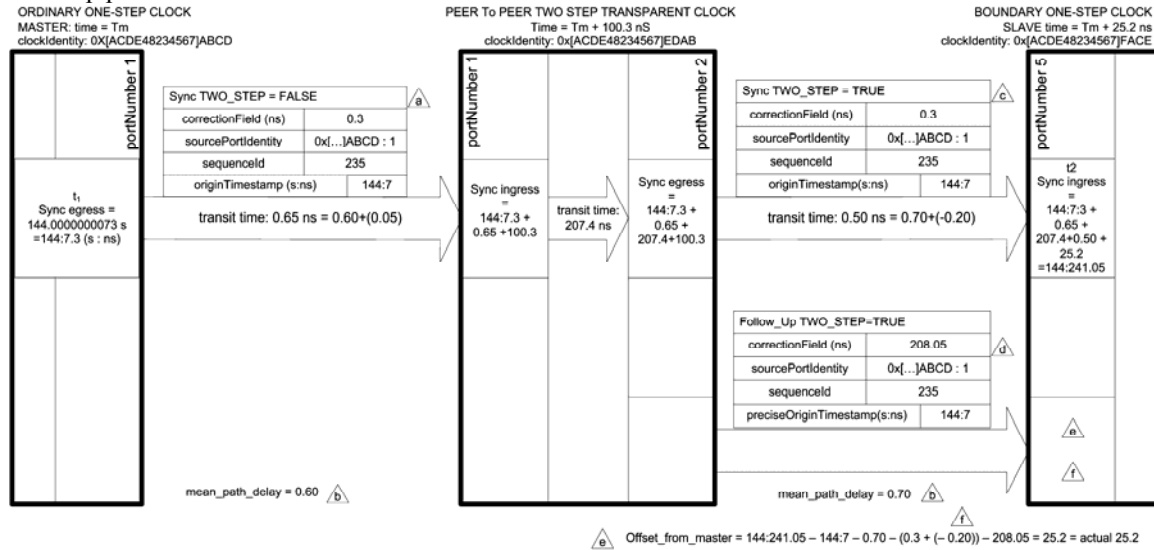 ORDINARY ONE-STEP CLOCK
MASTER: time = Tm
clockIdentity: 0X[ACDE48234567]ABCD
PEER To PEER TWO STEP TRANSPARENT CLOCK
Time = Tm + 100.3 nS
clockIdentity: 0x[ACDE48234567]EDAB
BOUNDARY ONE-STEP CLOCK
SLAVE time = Tm + 25.2 ns
clockIdentity: 0x[ACDE48234567]FACE
portNumber 1
t1
Sync egress =
144.0000000073 s
=144:7.3 (s : ns)
Sync TWO_STEP = FALSE
a
correctionField (ns) 0.3
sourcePortIdentity 0x[...]ABCD : 1
sequenceId 235
originTimestamp (s:ns) 144:7
transit time: 0.65 ns = 0.60+(0.05)
mean_path_delay = 0.60 b
portNumber 1
Sync ingress
=
144:7.3 +
0.65 +100.3
transit time:
207.4 ns
portNumber 2
Sync egress
=
144:7.3 +
0.65 +
207.4+100.3
Sync TWO_STEP = TRUE
c
correctionField (ns) 0.3
sourcePortIdentity 0x[...]ABCD : 1
sequenceId 235
originTimestamp(s:ns) 144:7
transit time: 0.50 ns = 0.70+(-0.20)
Follow_Up TWO_STEP=TRUE
correctionField (ns) 208.05
d
sourcePortIdentity 0x[...]ABCD : 1
sequenceId 235
preciseOriginTimestamp(s:ns) 144:7
mean_path_delay = 0.70 b
portNumber 5
t2
Sync ingress
=
144:7:3 +
0.65 +
207.4+0.50 +
25.2
=144:241.05
e
f
f
e Offset_from_master = 144:241.05 – 144:7 – 0.70 – (0.3 + (– 0.20)) – 208.05 = 25.2 = actual 25.2